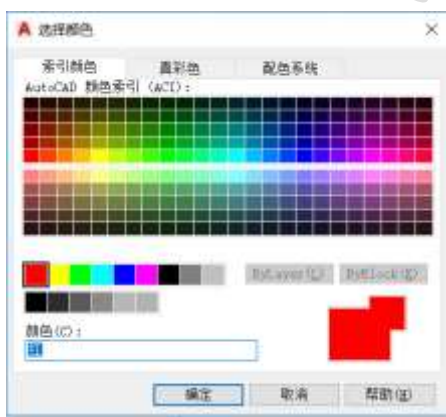 选择颜色
索引颜色 真彩色 配色系统
AutoCAD 颜色索引 (ACI):
ByLayer(L) ByBlock(K)
颜色(C):
确定 取消 帮助(H)